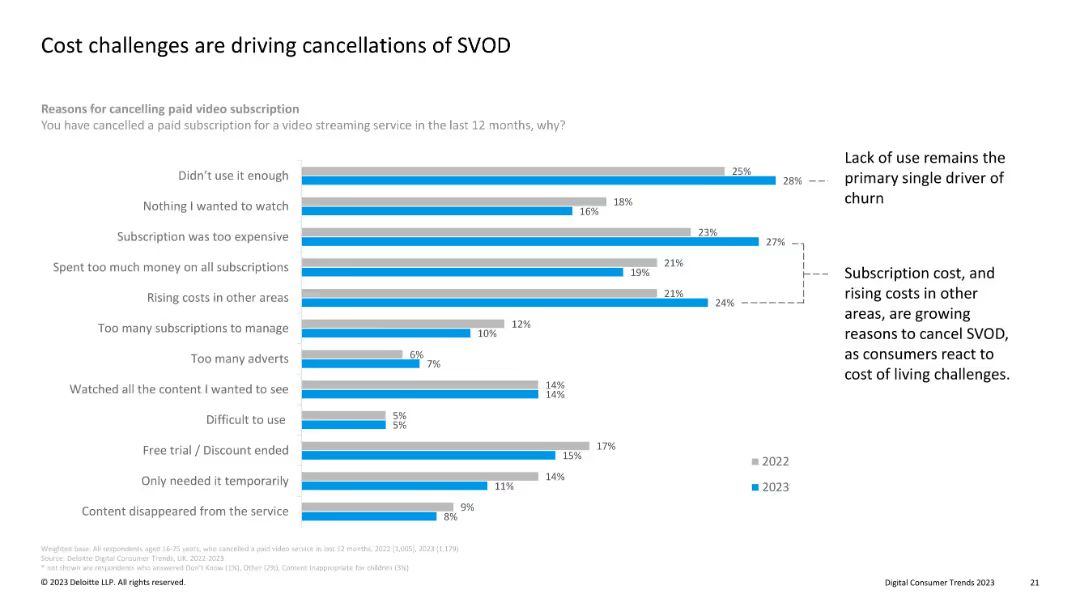 Cost challenges are driving cancellations of SVOD
Reasons for cancelling paid video subscription
You have cancelled a paid subscription for a video streaming service in the last 12 months, why?
Didn't use it enough
25%
28%
Nothing I wanted to watch
18%
16%
Subscription was too expensive
23%
27%
Spent too much money on all subscriptions
21%
19%
Rising costs in other areas
21%
24%
Too many subscriptions to manage
12%
10%
Too many adverts
6%
7%
Watched all the content I wanted to see
14%
14%
Difficult to use
5%
5%
Free trial / Discount ended
17%
15%
Only needed it temporarily
14%
11%
Content disappeared from the service
9%
8%
2022
2023
Lack of use remains the
primary single driver of
churn
Subscription cost, and
rising costs in other
areas, are growing
reasons to cancel SVOD,
as consumers react to
cost of living challenges.
Weighted base: All respondents aged 16-75 years, who cancelled a paid video service in last 12 months, 2022 (1,005), 2023 (1,179)
Source: Deloitte Digital Consumer Trends, UK, 2022-2023
* not shown are respondents who answered Don't Know (1%), Other (2%), Content inappropriate for children (3%)
© 2023 Deloitte LLP. All rights reserved.
Digital Consumer Trends 2023
21